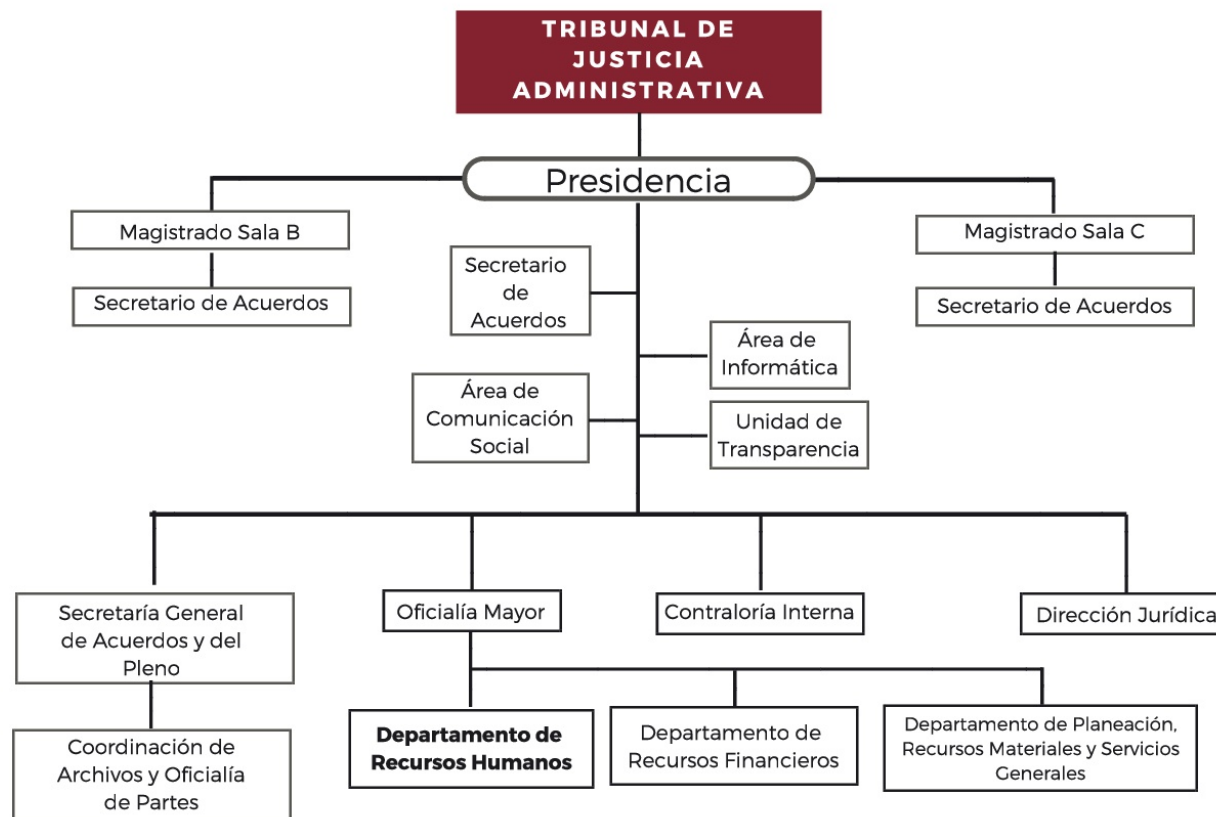 TRIBUNAL DE
JUSTICIA
ADMINISTRATIVA
Presidencia
Magistrado Sala B
Magistrado Sala C
Secretario de Acuerdos
Secretario
de
Acuerdos
Secretario de Acuerdos
Área de
Informática
Área de
Comunicación
Social
Unidad de
Transparencia
Secretaría General
de Acuerdos y del
Pleno
Oficialía Mayor
Contraloría Interna
Dirección Jurídica
Coordinación de
Archivos y Oficialía
de Partes
Departamento de
Recursos Humanos
Departamento de
Recursos Financieros
Departamento de Planeación,
Recursos Materiales y Servicios
Generales